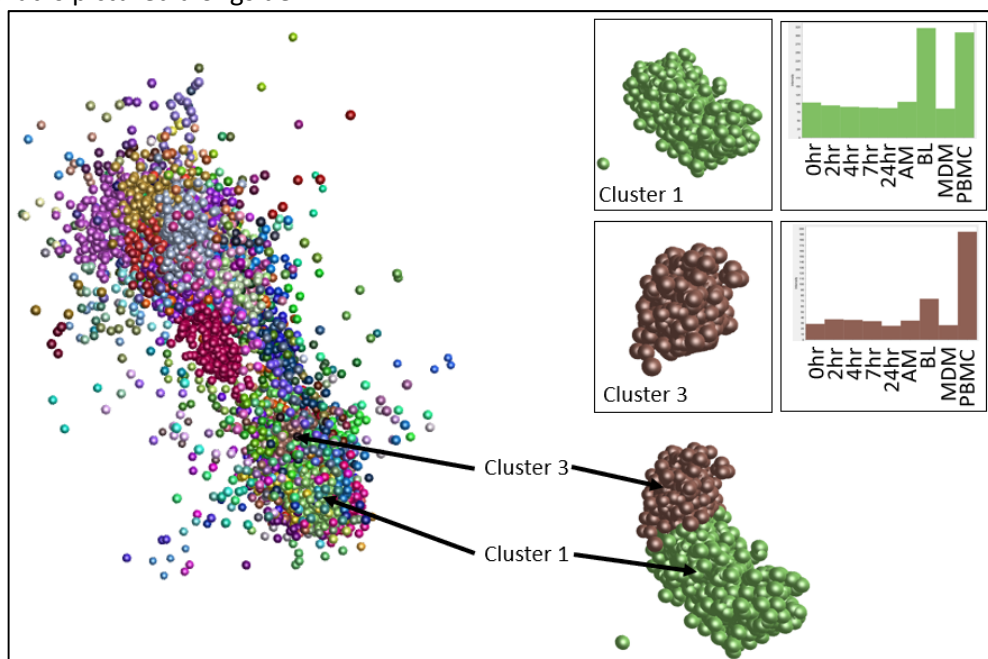 Cluster 1
0hr
2hr
4hr
7hr
24hr
AM
BL
MDM
PBMC
Cluster 3
0hr
2hr
4hr
7hr
24hr
AM
BL
MDM
PBMC
Cluster 3
Cluster 1